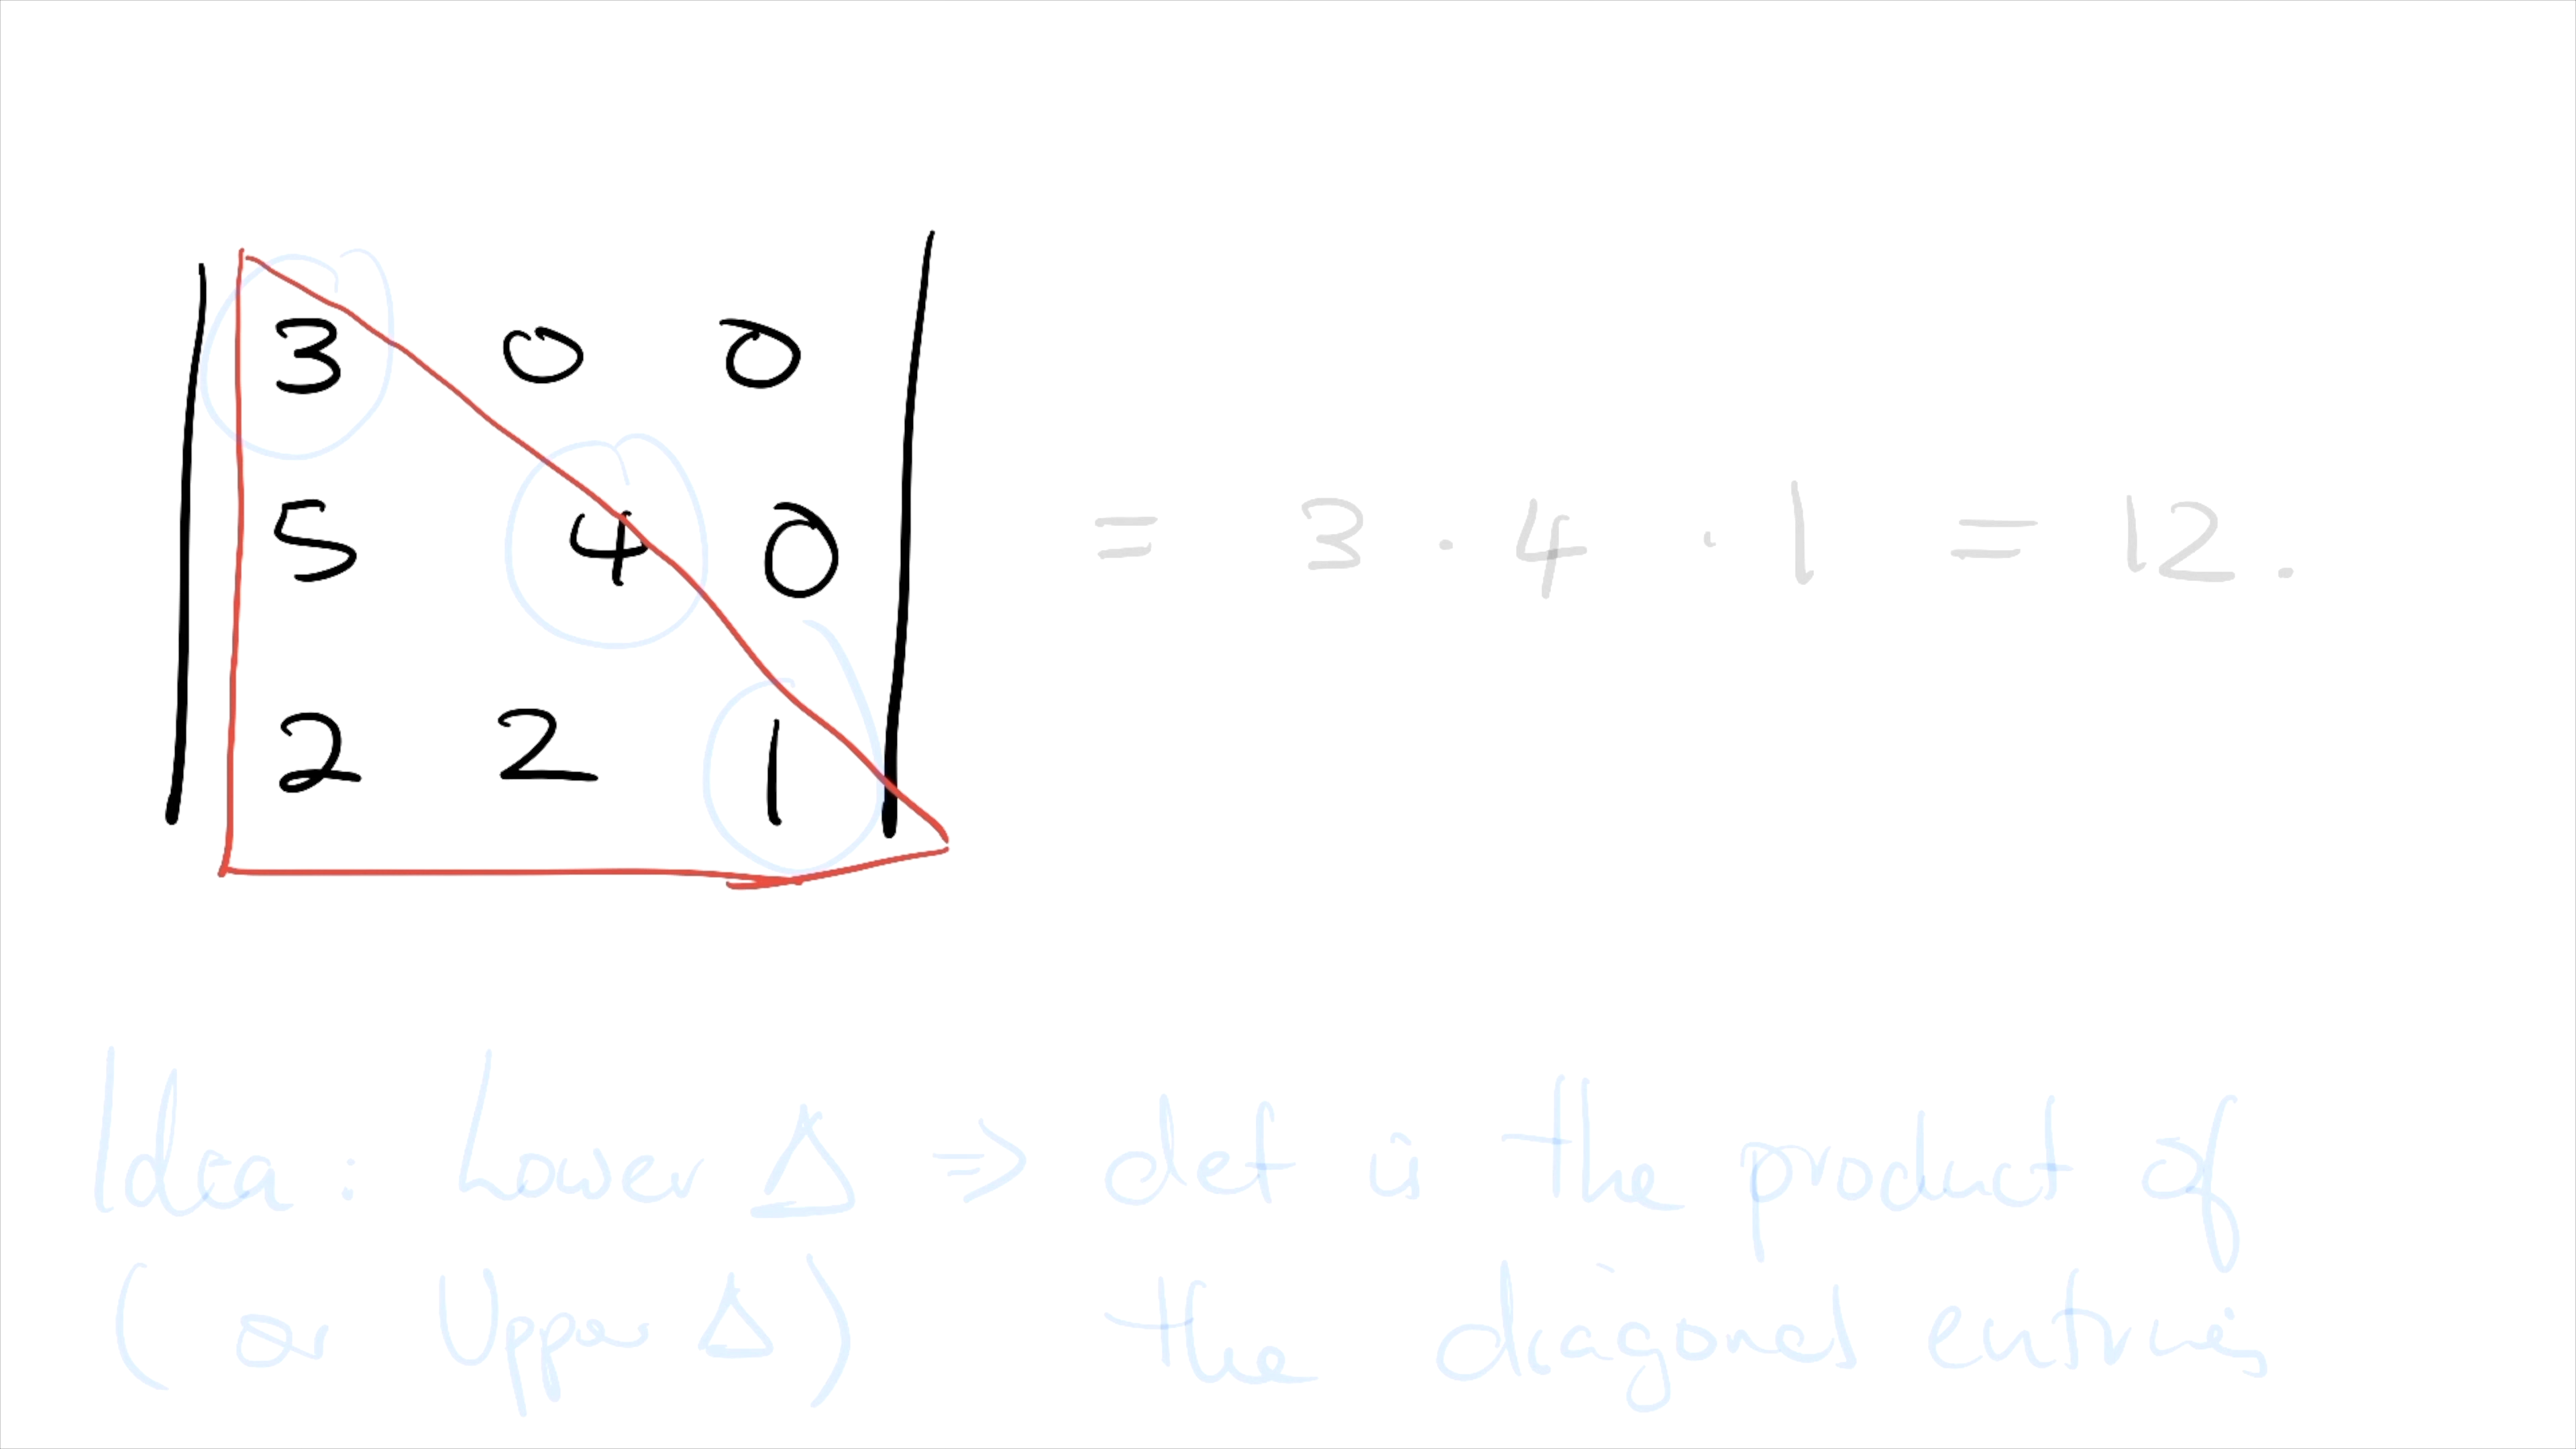 3 0 0
5 4 0 = 3 · 4 · 1 = 12.
2 2 1
Idea: Lower Δ => det is the product of
(or Upper Δ) the diagonal entries